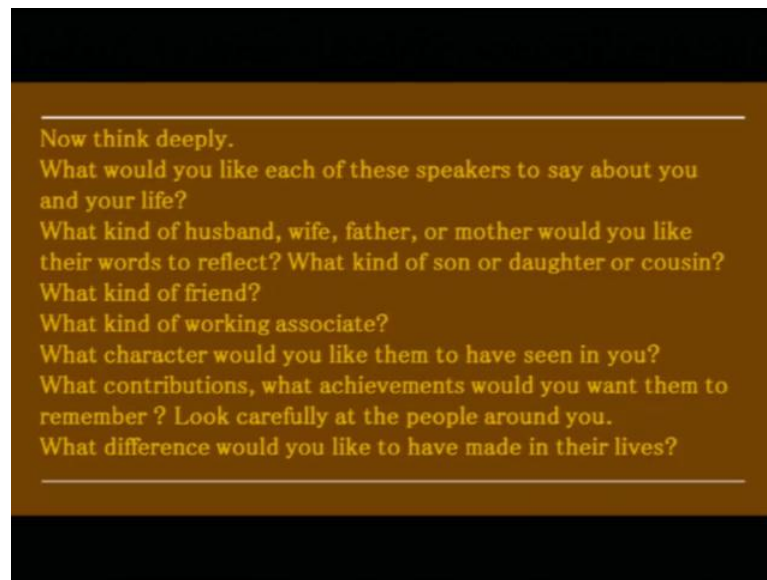 Now think deeply.
What would you like each of these speakers to say about you
and your life?
What kind of husband, wife, father, or mother would you like
their words to reflect? What kind of son or daughter or cousin?
What kind of friend?
What kind of working associate?
What character would you like them to have seen in you?
What contributions, what achievements would you want them to
remember ? Look carefully at the people around you.
What difference would you like to have made in their lives?